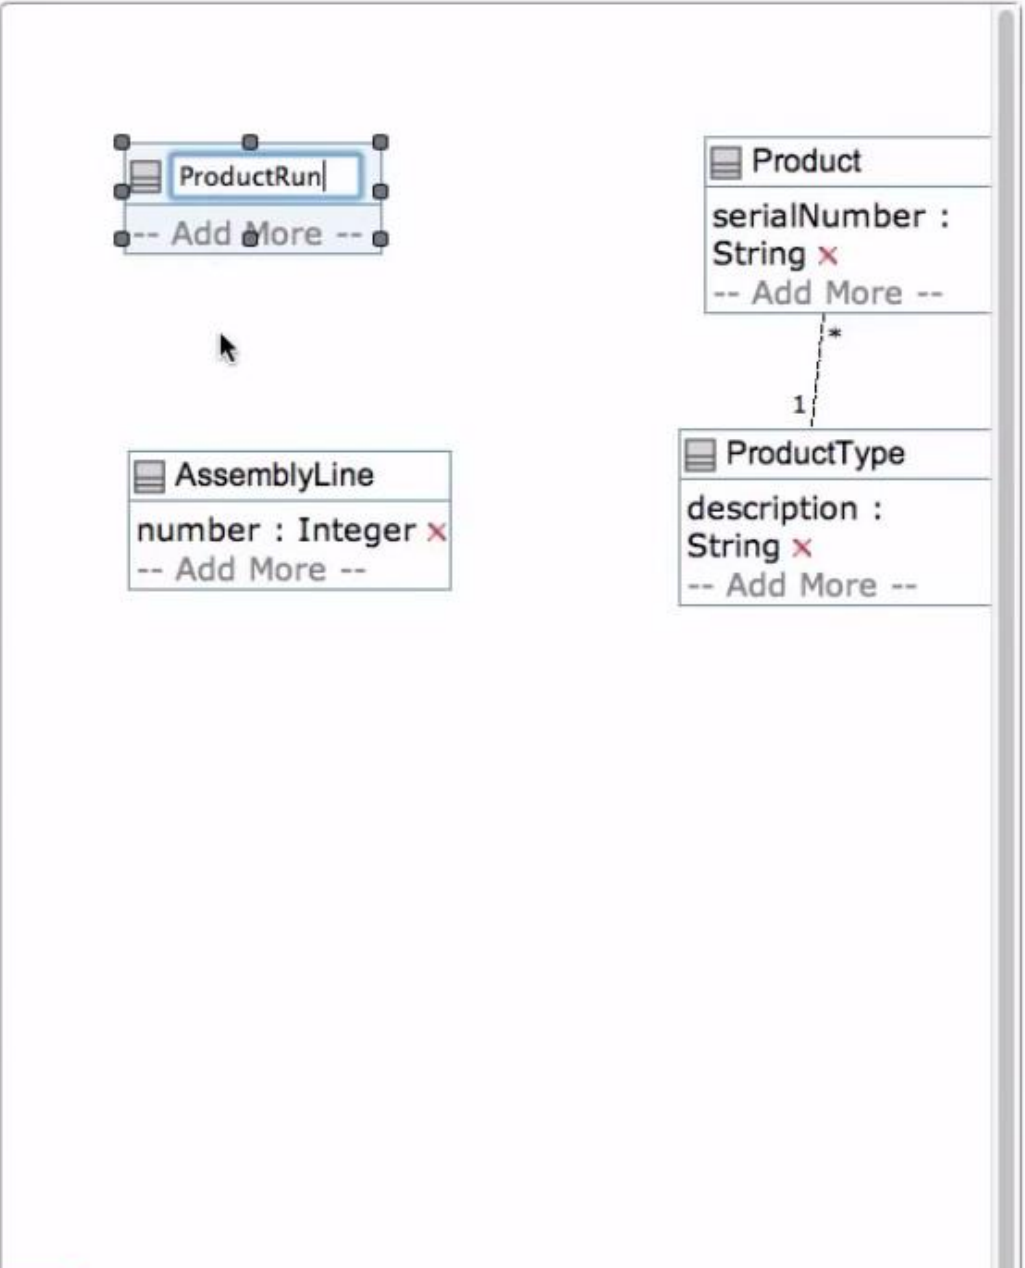 ProductRun
-- Add More --
Product
serialNumber :
String ×
-- Add More --
*
1
AssemblyLine
number : Integer ×
-- Add More --
ProductType
description :
String ×
-- Add More --